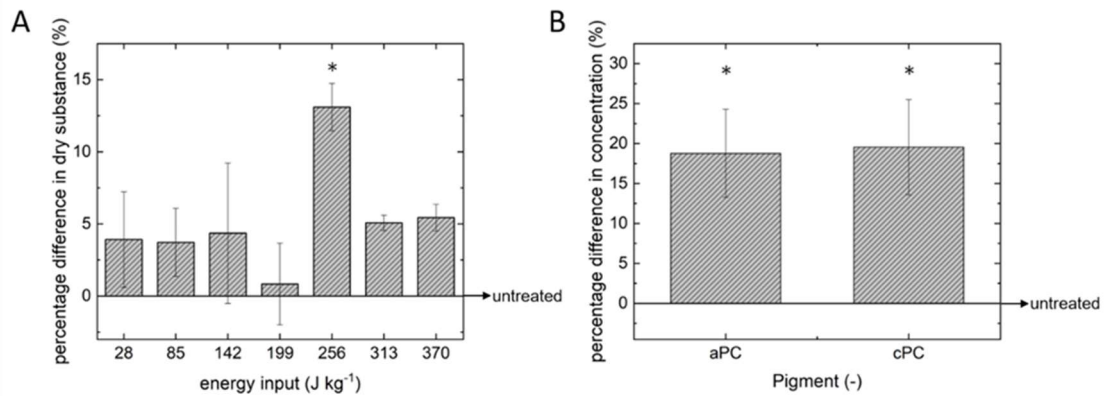 A
percentage difference in dry substance (%)
15
*
10
5
0
untreated
28 85 142 199 256 313 370
energy input (J kg⁻¹)
B
percentage difference in concentration (%)
30
* *
25
20
15
10
5
0
untreated
aPC cPC
Pigment (-)